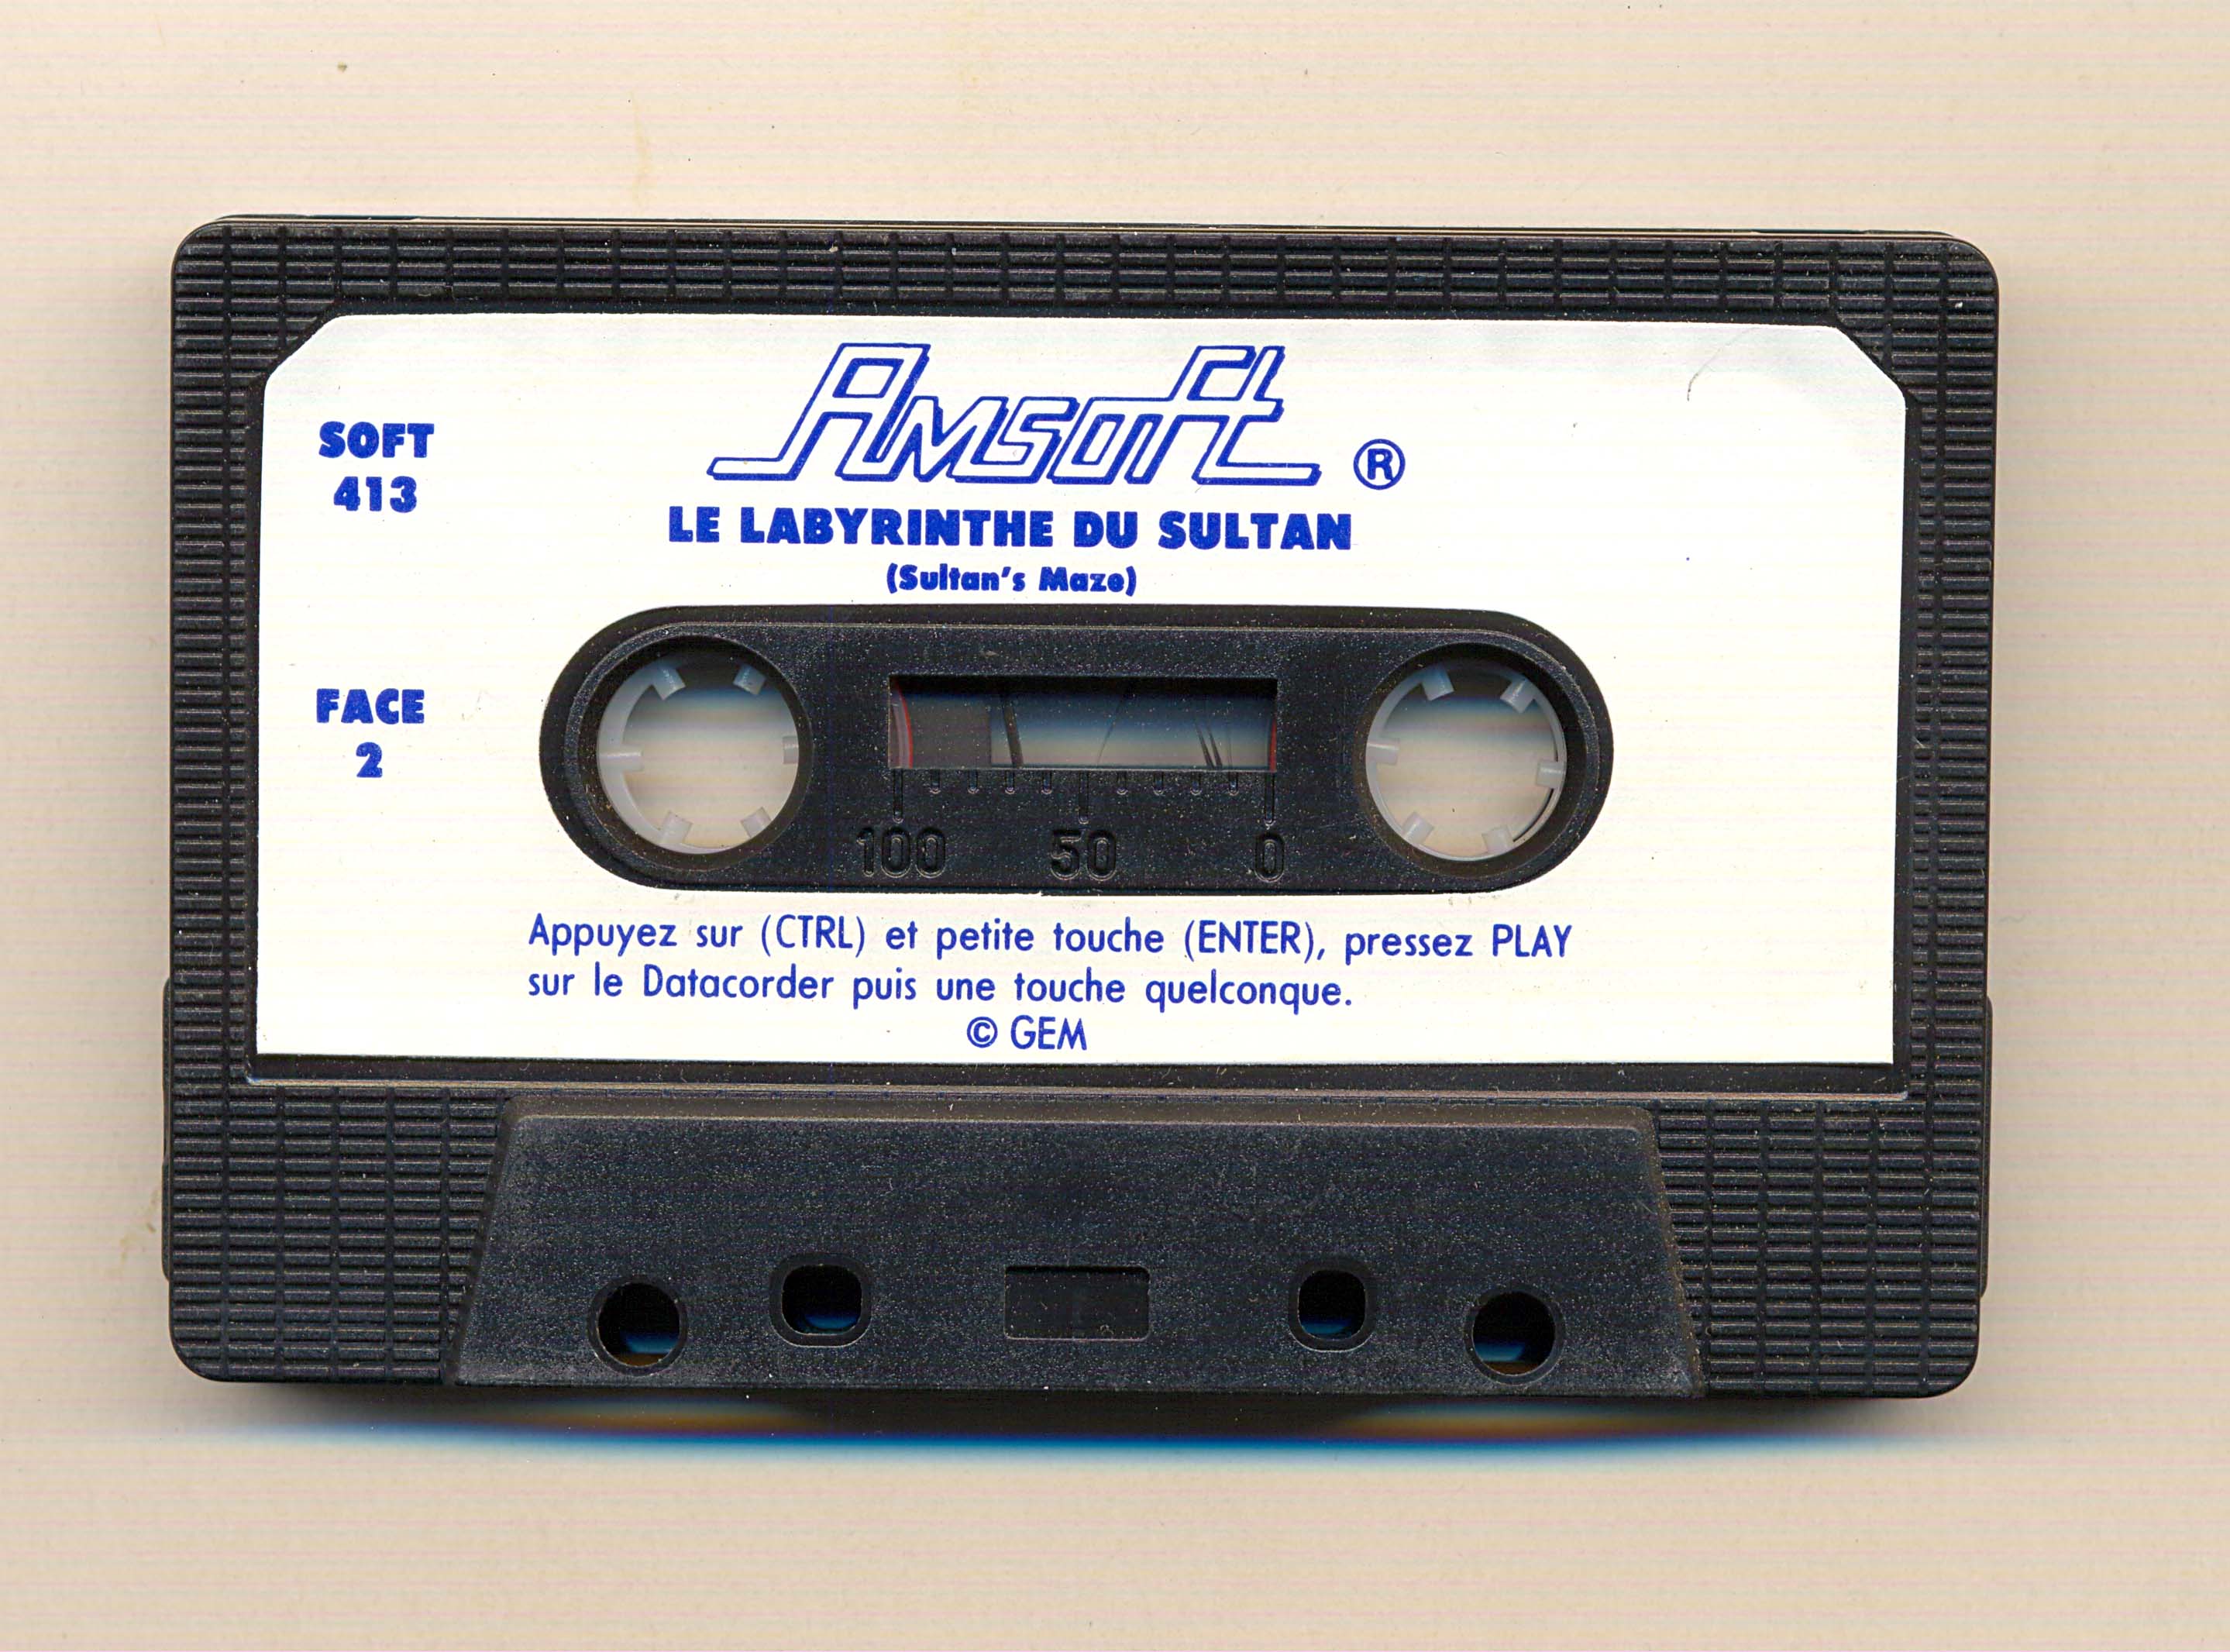 Amsoft ®
SOFT
413
LE LABYRINTHE DU SULTAN
(Sultan's Maze)
FACE
2
100 50 0
Appuyez sur (CTRL) et petite touche (ENTER), pressez PLAY
sur le Datacorder puis une touche quelconque.
© GEM